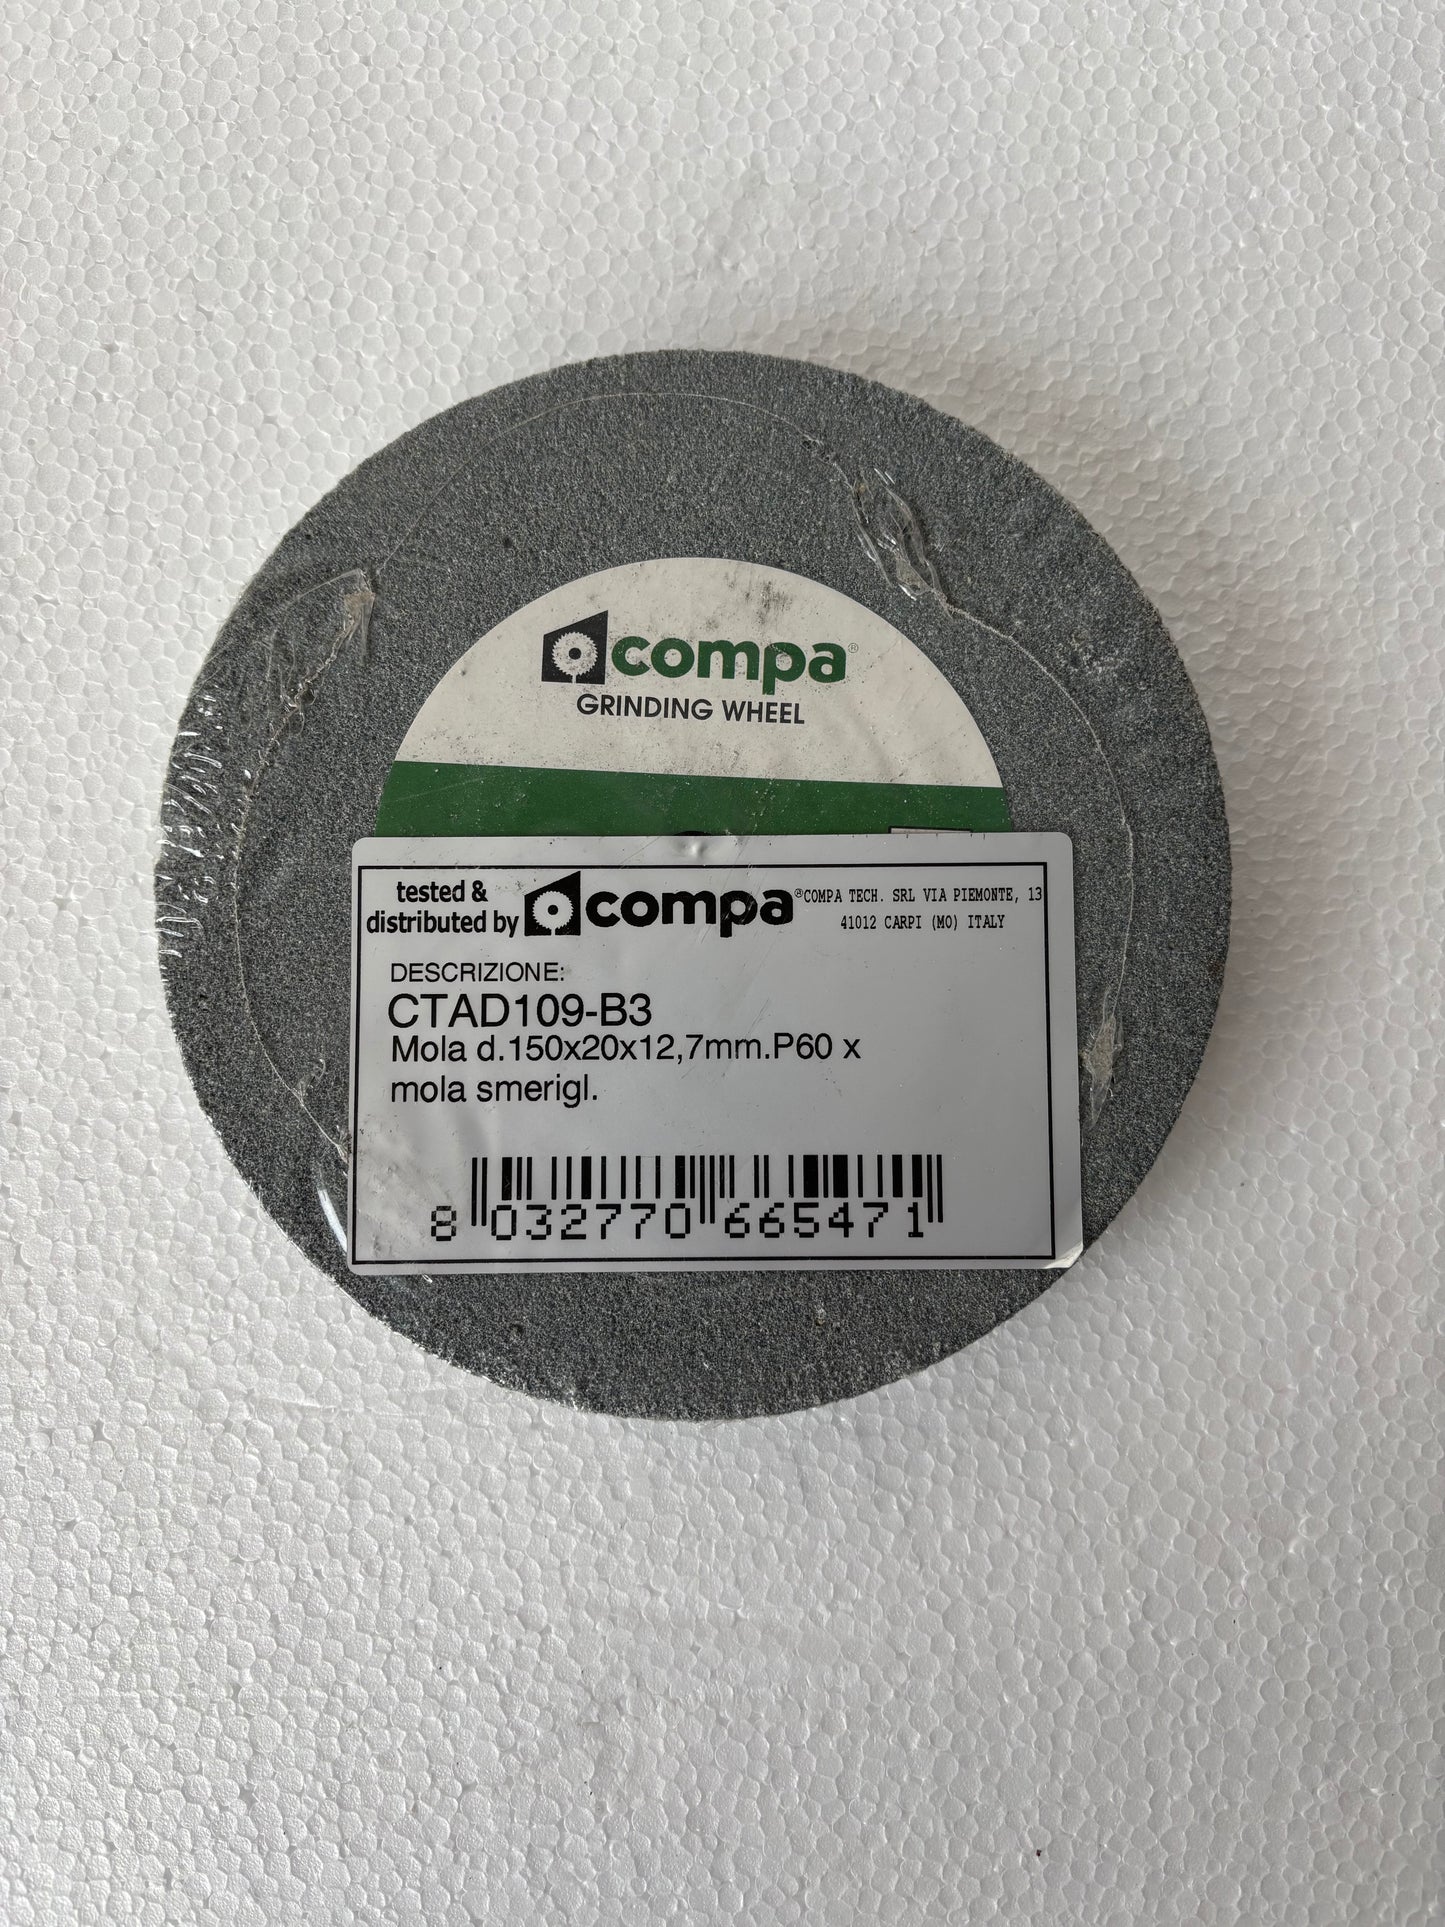 compa®
GRINDING WHEEL
tested &
distributed by
compa®
COMPA TECH. SRL VIA PIEMONTE, 13
41012 CARPI (MO) ITALY
DESCRIZIONE:
CTAD109-B3
Mola d.150x20x12,7mm.P60 x
mola smerigl.
8 032770 665471